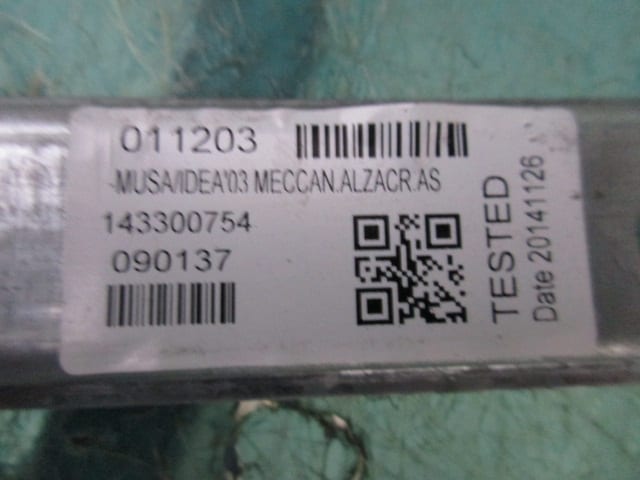 011203
-MUSA/IDEA'03 MECCAN.ALZACR.AS
143300754
090137
TESTED
Date 20141126